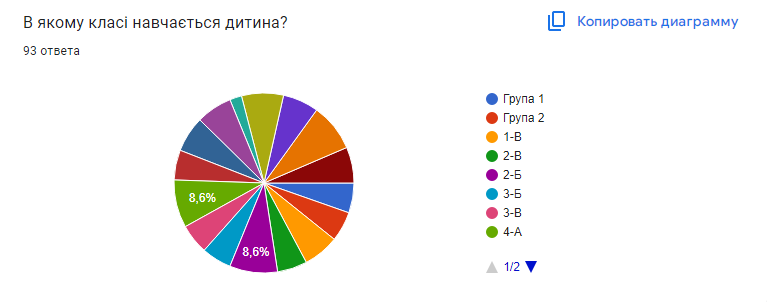 В якому класі навчається дитина?
Копировать диаграмму
93 ответа
Група 1
Група 2
1-В
2-В
2-Б
3-Б
3-В
4-А
8,6%
8,6%
1/2